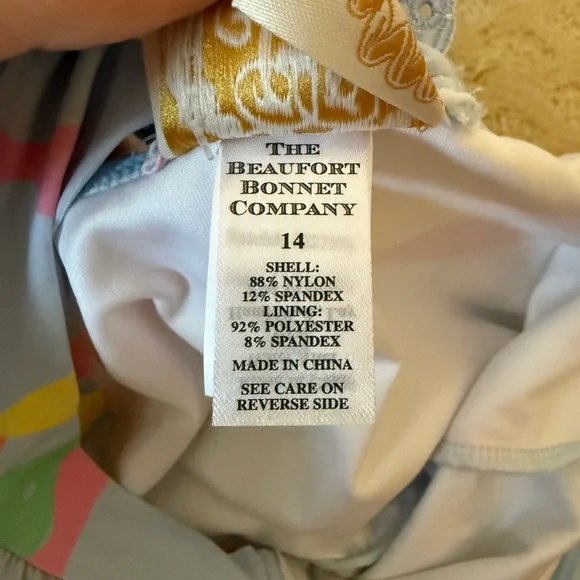 THE
BEAUFORT
BONNET
COMPANY
14
SHELL:
88% NYLON
12% SPANDEX
LINING:
92% POLYESTER
8% SPANDEX
MADE IN CHINA
SEE CARE ON
REVERSE SIDE